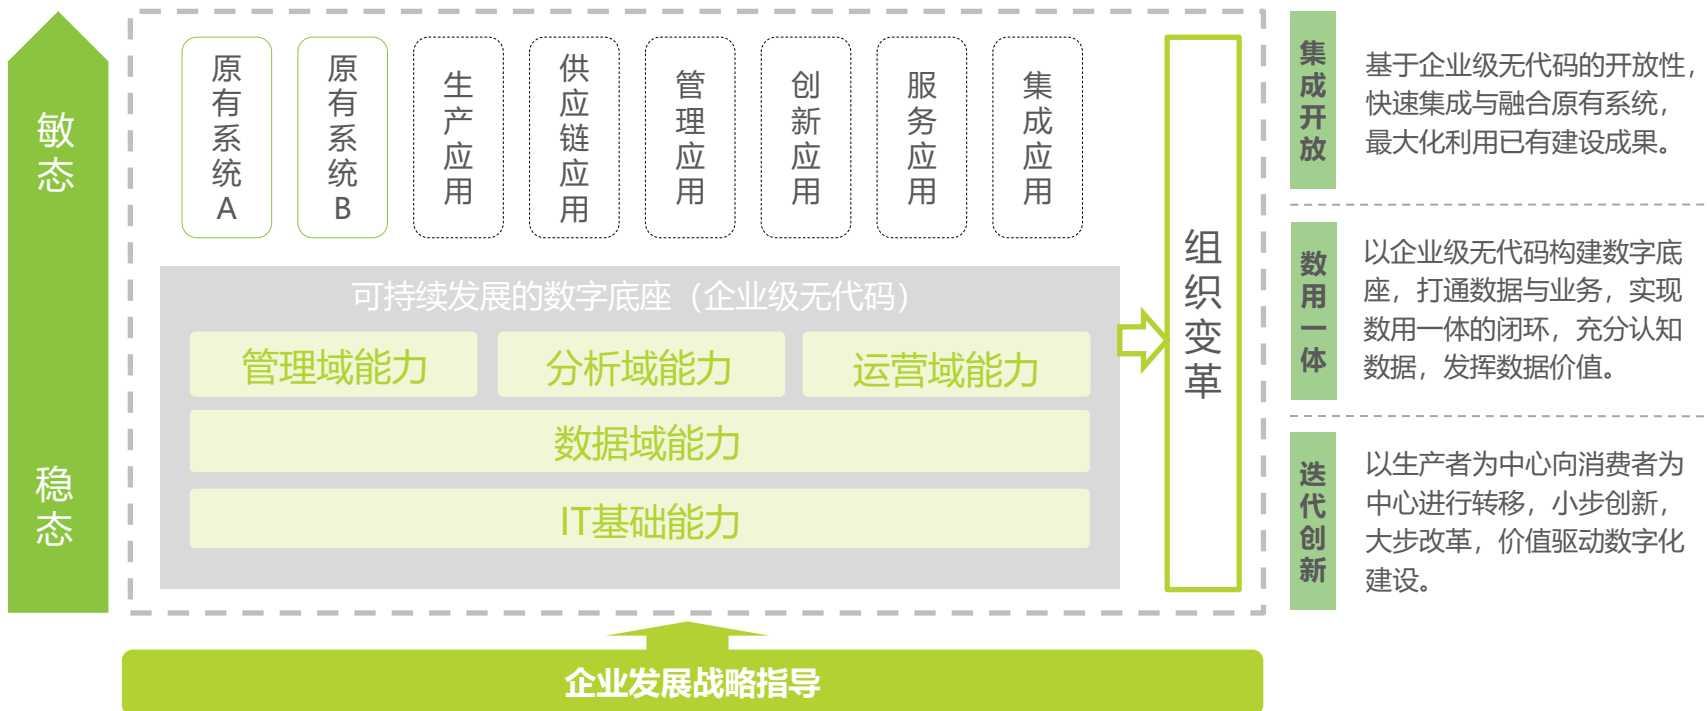 敏态
稳态
原有系统A
原有系统B
生产应用
供应链应用
管理应用
创新应用
服务应用
集成应用
可持续发展的数字底座（企业级无代码）
管理域能力
分析域能力
运营域能力
数据域能力
IT基础能力
组织变革
企业发展战略指导
集成开放
基于企业级无代码的开放性，
快速集成与融合原有系统，
最大化利用已有建设成果。
数用一体
以企业级无代码构建数字底
座，打通数据与业务，实现
数用一体的闭环，充分认知
数据，发挥数据价值。
迭代创新
以生产者为中心向消费者为
中心进行转移，小步创新，
大步改革，价值驱动数字化
建设。